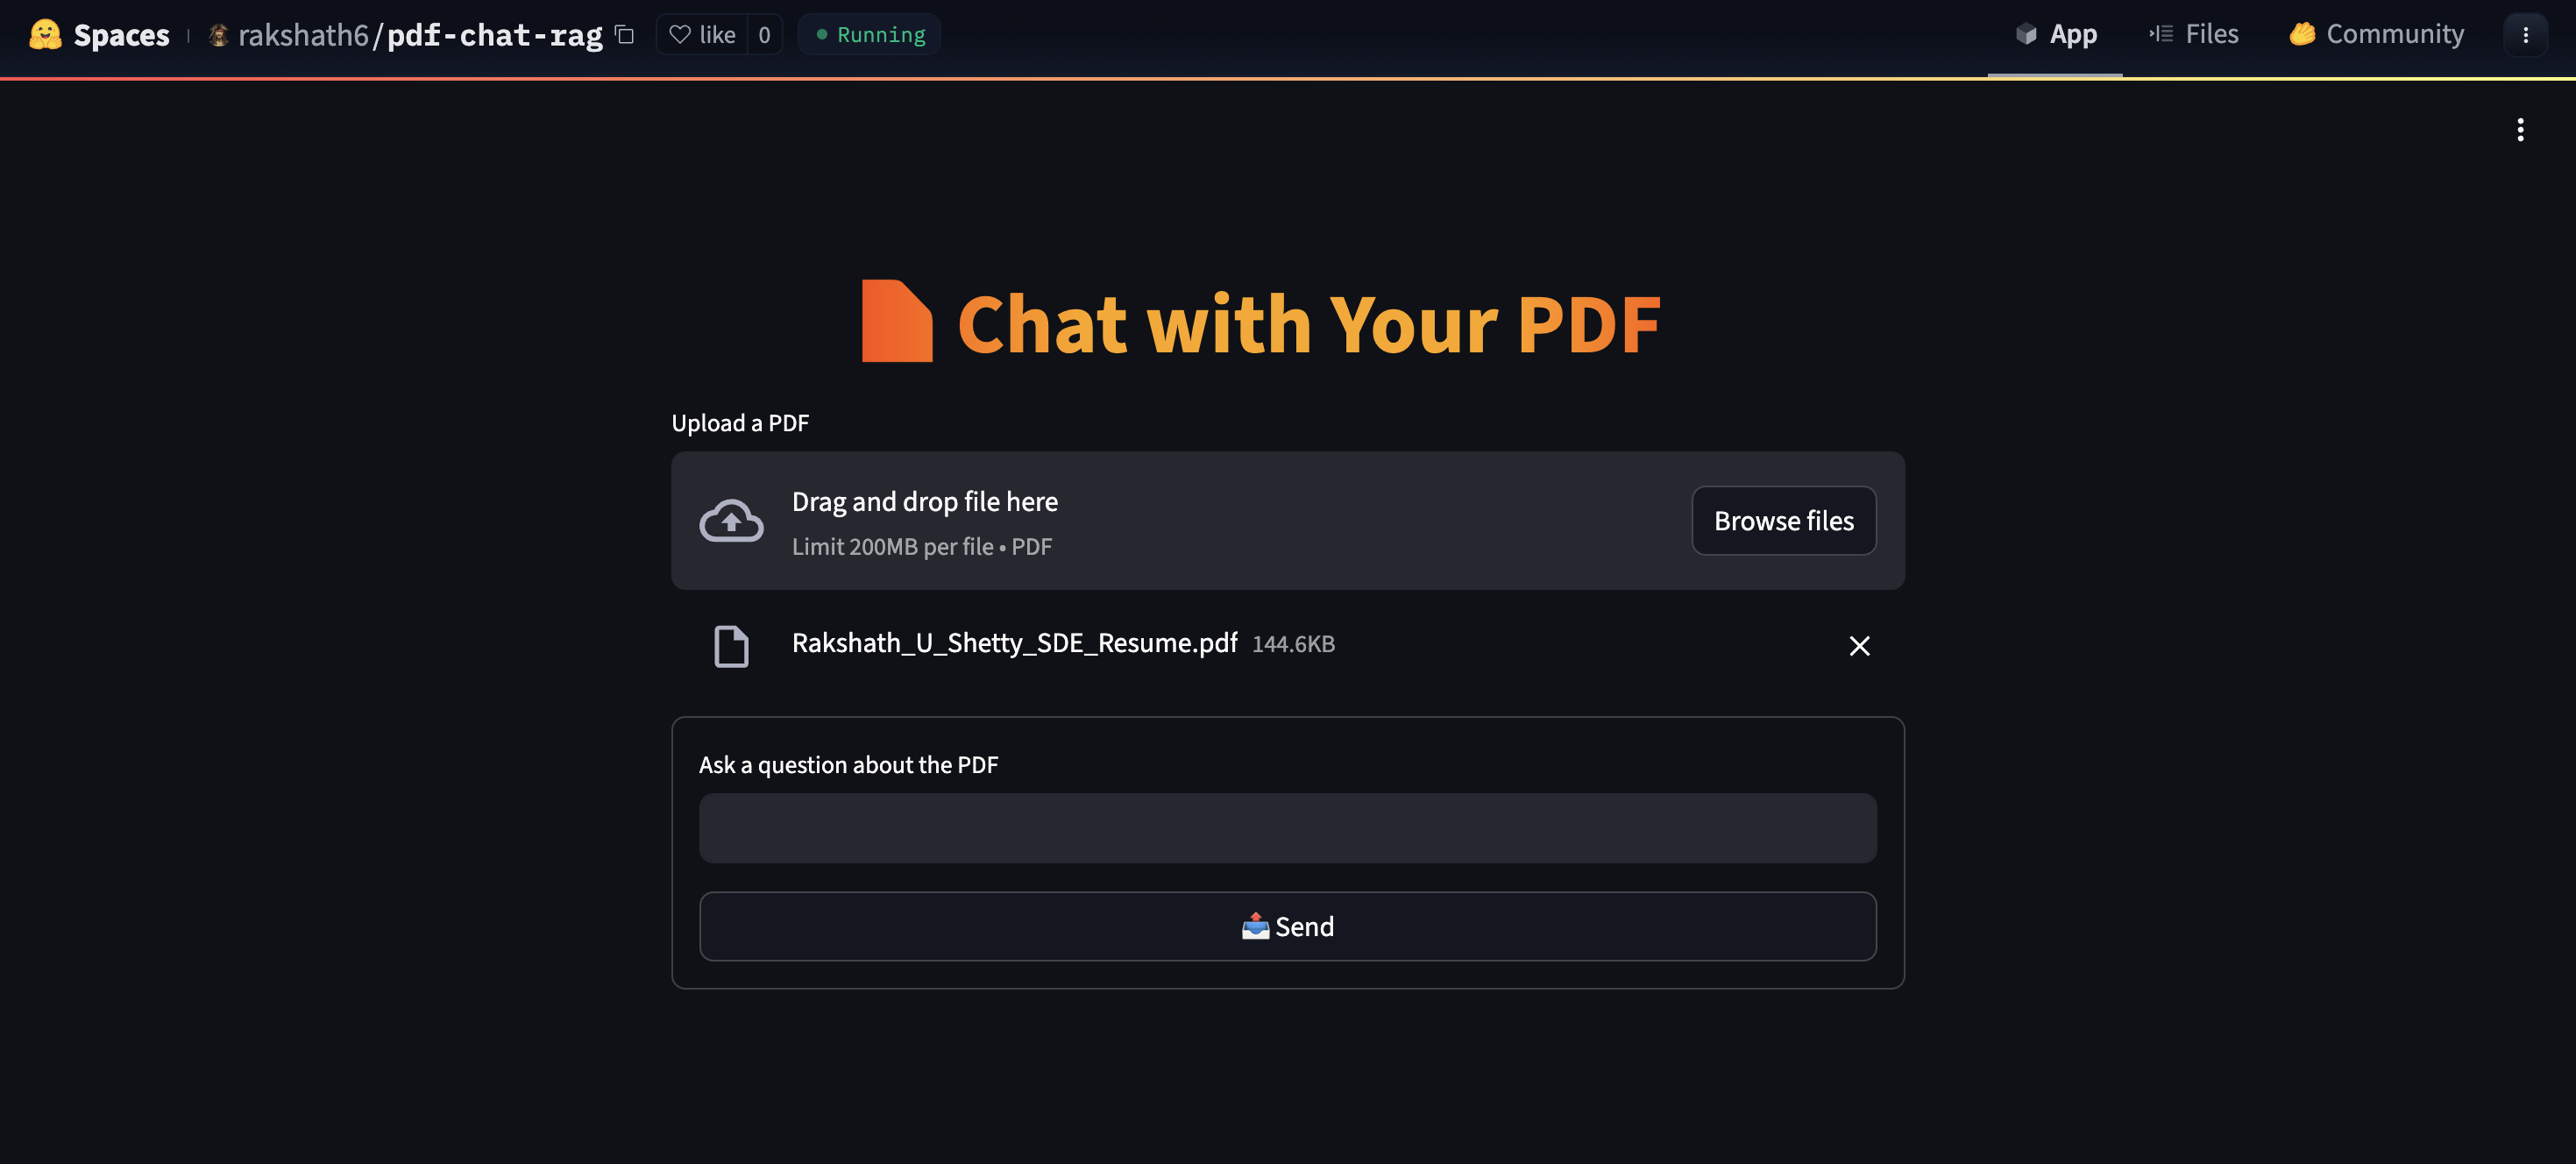 Spaces rakshath6/pdf-chat-rag like 0 Running App Files Community
Chat with Your PDF
Upload a PDF
Drag and drop file here
Limit 200MB per file • PDF
Browse files
Rakshath_U_Shetty_SDE_Resume.pdf 144.6KB
Ask a question about the PDF
Send